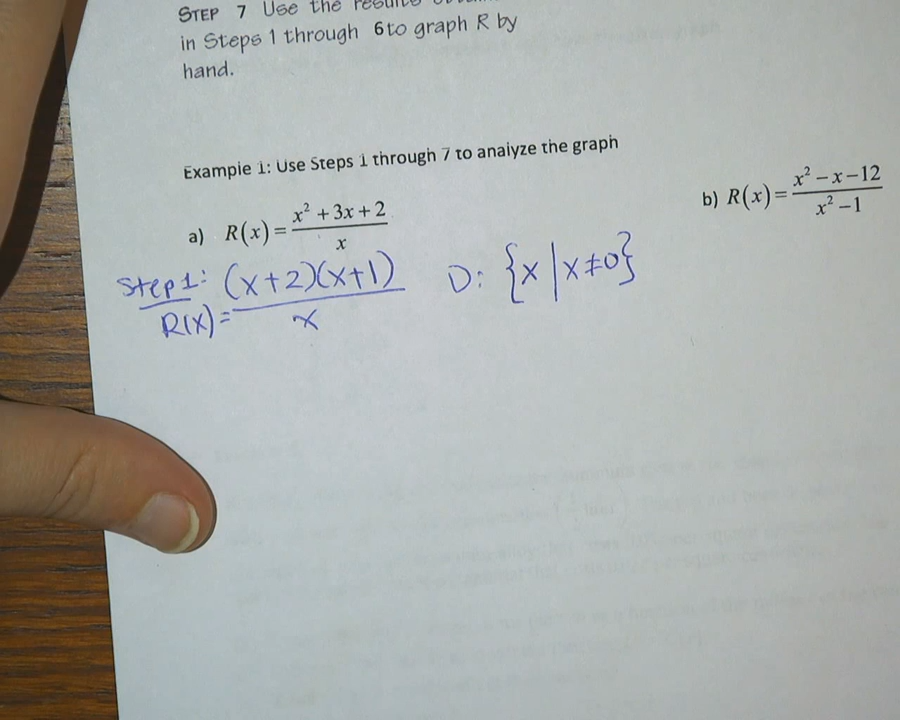 STEP 7 Use the results
in Steps 1 through 6 to graph R by
hand.
Example 1: Use Steps 1 through 7 to analyze the graph
a) R(x) = (x² + 3x + 2)/x
b) R(x) = (x² − x − 12)/(x² − 1)
Step 1: R(x) = (x+2)(x+1)/x D: {x | x ≠ 0}